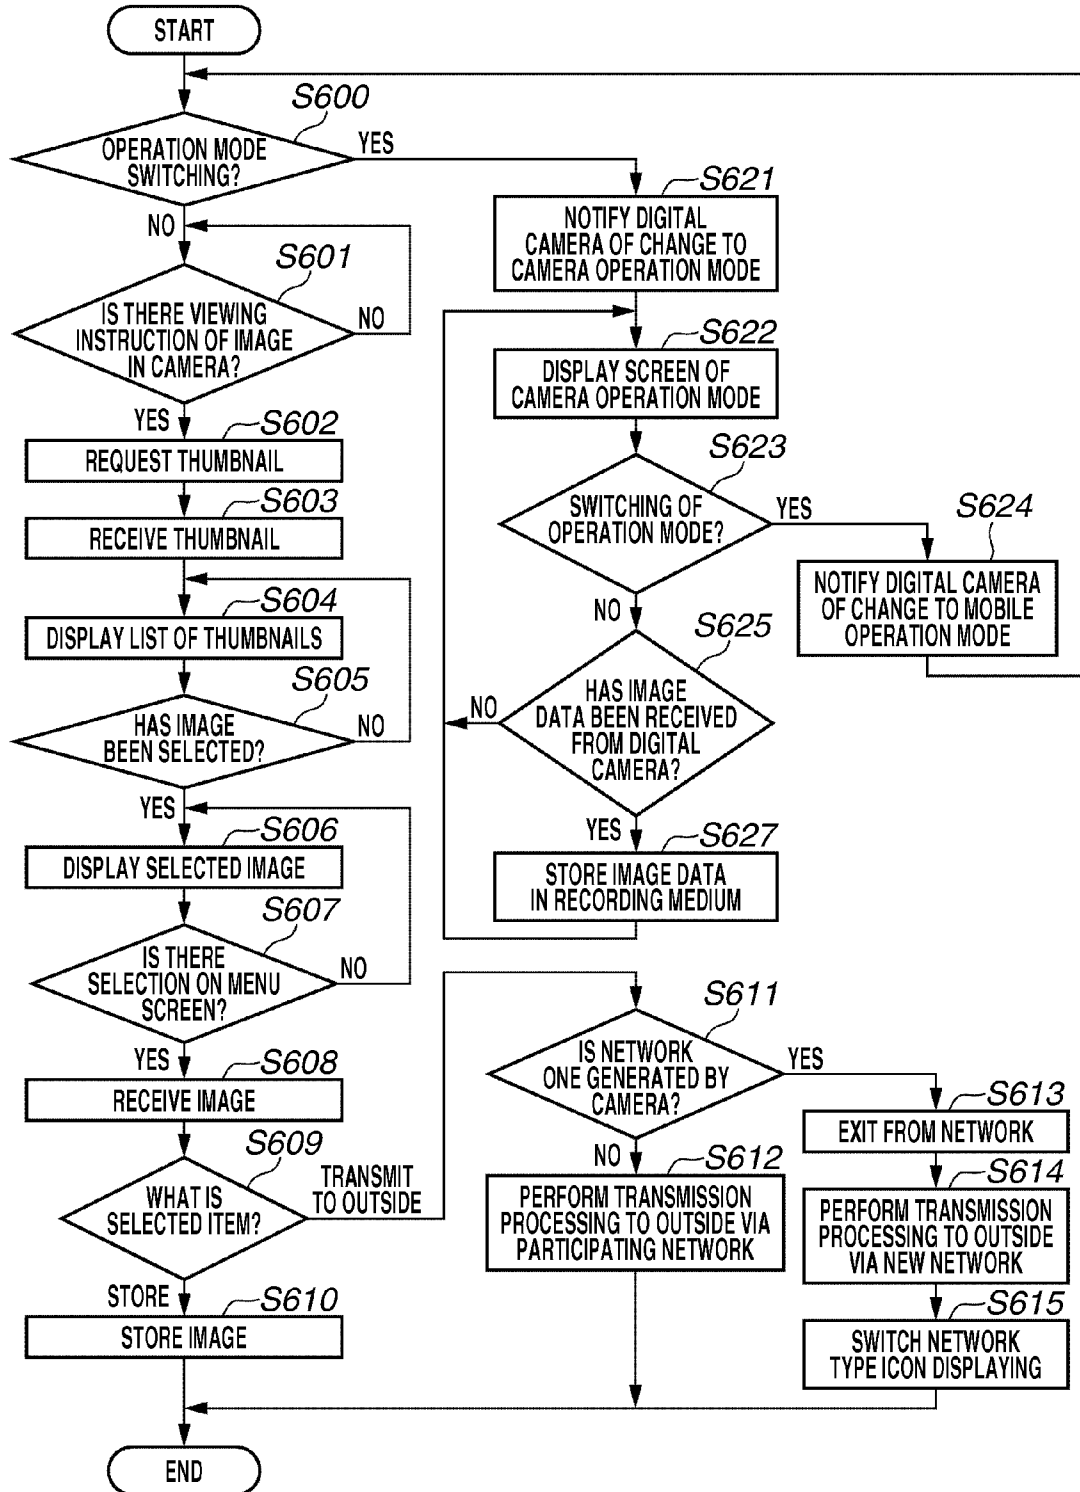 START
S600
OPERATION MODE
SWITCHING?
YES
NO
S601
IS THERE VIEWING
INSTRUCTION OF IMAGE
IN CAMERA?
NO
YES
S602
REQUEST THUMBNAIL
S603
RECEIVE THUMBNAIL
S604
DISPLAY LIST OF THUMBNAILS
S605
HAS IMAGE
BEEN SELECTED?
NO
YES
S606
DISPLAY SELECTED IMAGE
S607
IS THERE
SELECTION ON MENU
SCREEN?
NO
YES
S608
RECEIVE IMAGE
S609
WHAT IS
SELECTED ITEM?
TRANSMIT
TO OUTSIDE
STORE
S610
STORE IMAGE
END
S621
NOTIFY DIGITAL
CAMERA OF CHANGE TO
CAMERA OPERATION MODE
S622
DISPLAY SCREEN OF
CAMERA OPERATION MODE
S623
SWITCHING OF
OPERATION MODE?
YES
S624
NOTIFY DIGITAL CAMERA
OF CHANGE TO MOBILE
OPERATION MODE
NO
S625
HAS IMAGE
DATA BEEN RECEIVED
FROM DIGITAL
CAMERA?
NO
YES
S627
STORE IMAGE DATA
IN RECORDING MEDIUM
S611
IS NETWORK
ONE GENERATED BY
CAMERA?
YES
NO
S612
PERFORM TRANSMISSION
PROCESSING TO OUTSIDE VIA
PARTICIPATING NETWORK
S613
EXIT FROM NETWORK
S614
PERFORM TRANSMISSION
PROCESSING TO OUTSIDE
VIA NEW NETWORK
S615
SWITCH NETWORK
TYPE ICON DISPLAYING